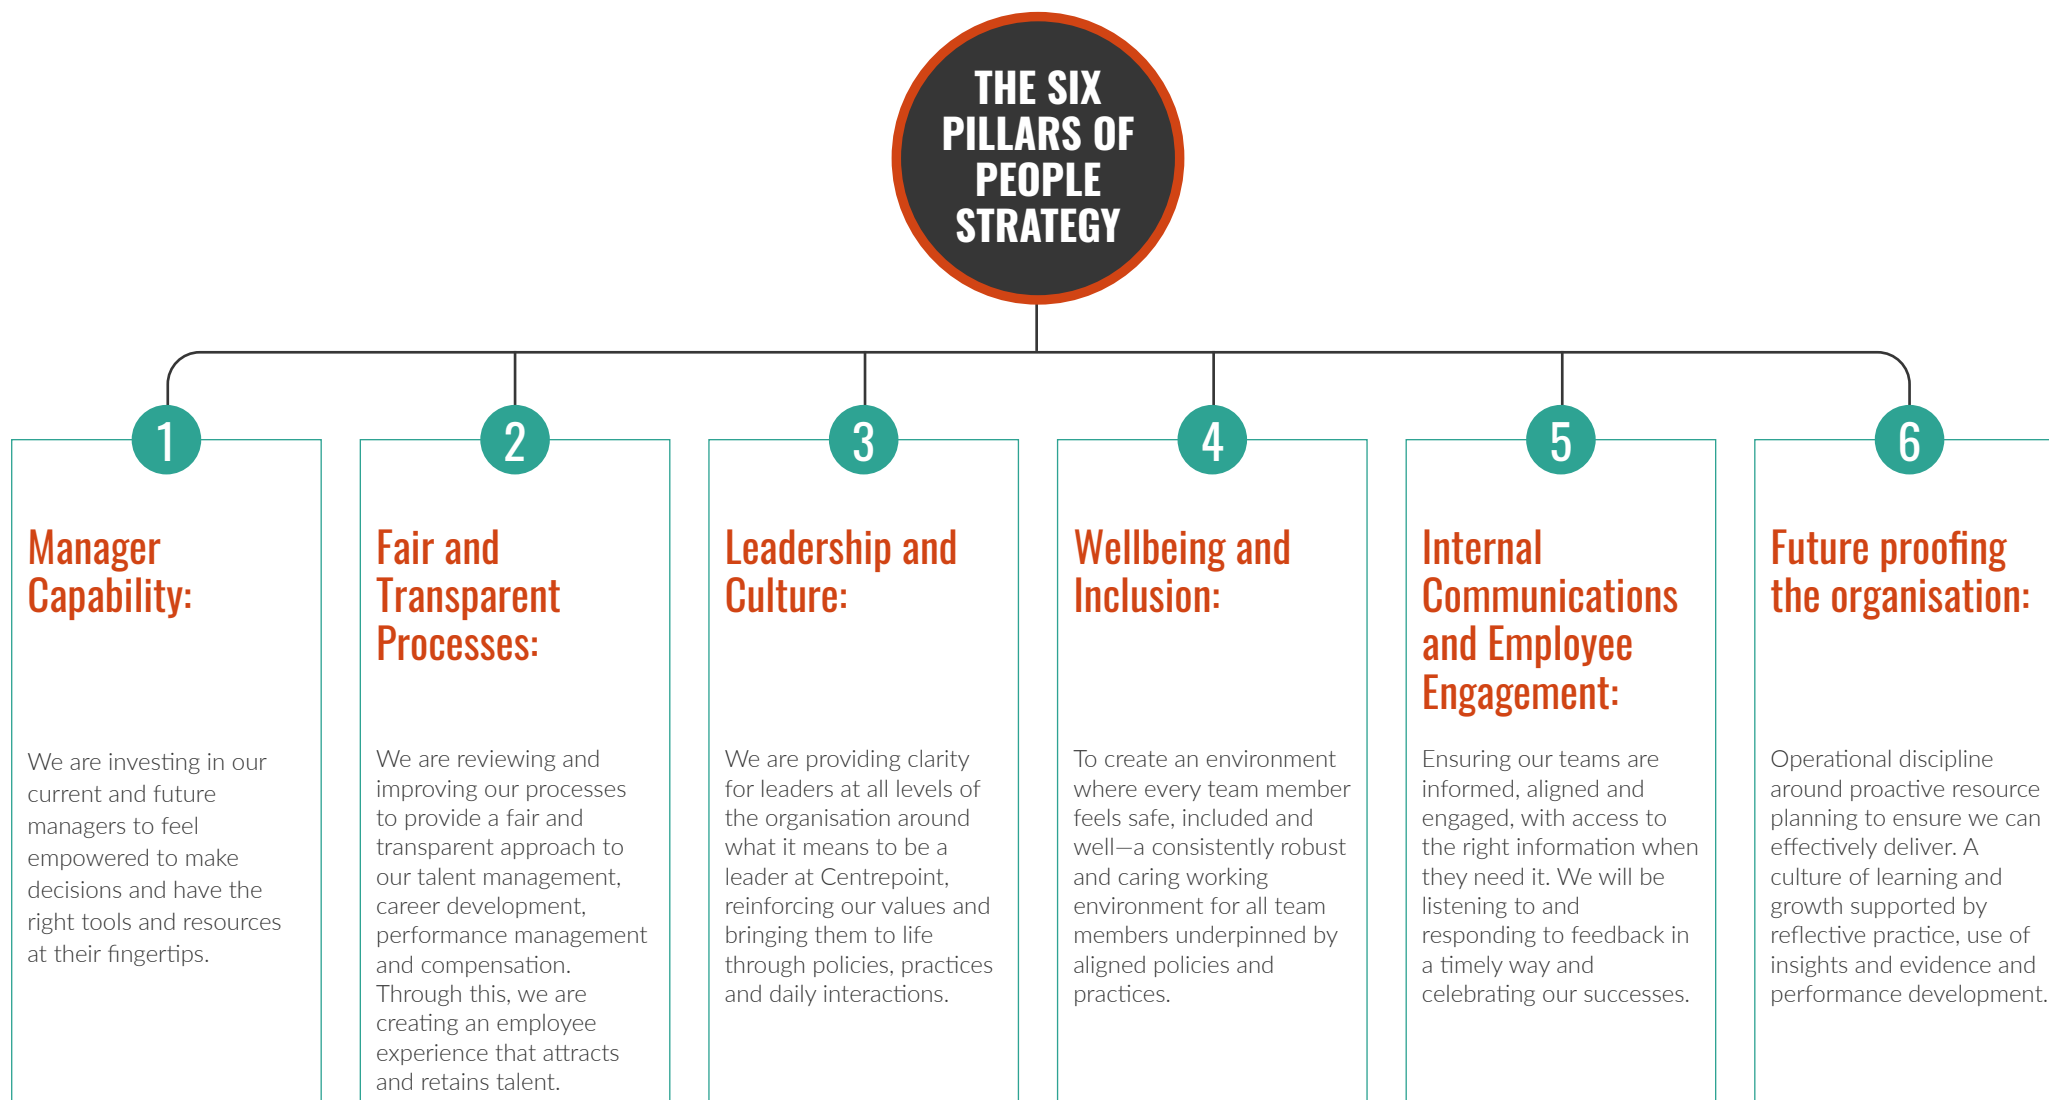 THE SIX
PILLARS OF
PEOPLE
STRATEGY
1
Manager
Capability:
We are investing in our
current and future
managers to feel
empowered to make
decisions and have the
right tools and resources
at their fingertips.
2
Fair and
Transparent
Processes:
We are reviewing and
improving our processes
to provide a fair and
transparent approach to
our talent management,
career development,
performance management
and compensation.
Through this, we are
creating an employee
experience that attracts
and retains talent.
3
Leadership and
Culture:
We are providing clarity
for leaders at all levels of
the organisation around
what it means to be a
leader at Centrepoint,
reinforcing our values and
bringing them to life
through policies, practices
and daily interactions.
4
Wellbeing and
Inclusion:
To create an environment
where every team member
feels safe, included and
well—a consistently robust
and caring working
environment for all team
members underpinned by
aligned policies and
practices.
5
Internal
Communications
and Employee
Engagement:
Ensuring our teams are
informed, aligned and
engaged, with access to
the right information when
they need it. We will be
listening to and
responding to feedback in
a timely way and
celebrating our successes.
6
Future proofing
the organisation:
Operational discipline
around proactive resource
planning to ensure we can
effectively deliver. A
culture of learning and
growth supported by
reflective practice, use of
insights and evidence and
performance development.